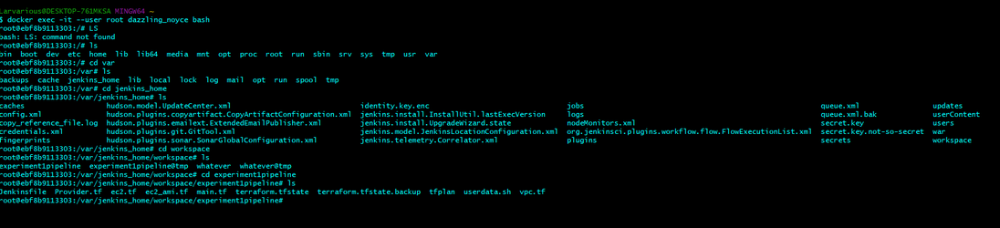 Larvarious@DESKTOP-761MKSA MINGW64 ~
$ docker exec -it --user root dazzling_noyce bash
root@ebf8b9113303:/# LS
bash: LS: command not found
root@ebf8b9113303:/# ls
bin  boot  dev  etc  home  lib  lib64  media  mnt  opt  proc  root  run  sbin  srv  sys  tmp  usr  var
root@ebf8b9113303:/# cd var
root@ebf8b9113303:/var# ls
backups  cache  jenkins_home  lib  local  lock  log  mail  opt  run  spool  tmp
root@ebf8b9113303:/var# cd jenkins_home
root@ebf8b9113303:/var/jenkins_home# ls
caches  hudson.model.UpdateCenter.xml  identity.key.enc  jobs  queue.xml  updates
config.xml  hudson.plugins.copyartifact.CopyArtifactConfiguration.xml  jenkins.install.InstallUtil.lastExecVersion  logs  queue.xml.bak  userContent
copy_reference_file.log  hudson.plugins.emailext.ExtendedEmailPublisher.xml  jenkins.install.UpgradeWizard.state  nodeMonitors.xml  secret.key  users
credentials.xml  hudson.plugins.git.GitTool.xml  jenkins.model.JenkinsLocationConfiguration.xml  org.jenkinsci.plugins.workflow.flow.FlowExecutionList.xml  secret.key.not-so-secret  war
fingerprints  hudson.plugins.sonar.SonarGlobalConfiguration.xml  jenkins.telemetry.Correlator.xml  plugins  secrets  workspace
root@ebf8b9113303:/var/jenkins_home# cd workspace
root@ebf8b9113303:/var/jenkins_home/workspace# ls
experiment1pipeline  experiment1pipeline@tmp  whatever  whatever@tmp
root@ebf8b9113303:/var/jenkins_home/workspace# cd experiment1pipeline
root@ebf8b9113303:/var/jenkins_home/workspace/experiment1pipeline# ls
Jenkinsfile  Provider.tf  ec2.tf  ec2_ami.tf  main.tf  terraform.tfstate  terraform.tfstate.backup  tfplan  userdata.sh  vpc.tf
root@ebf8b9113303:/var/jenkins_home/workspace/experiment1pipeline#